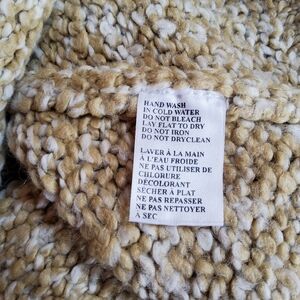 HAND WASH
IN COLD WATER
DO NOT BLEACH
LAY FLAT TO DRY
DO NOT IRON
DO NOT DRYCLEAN
LAVER À LA MAIN
A L'EAU FROIDE
NE PAS UTILISER DE
CHLORURE
DÉCOLORANT
SÉCHER À PLAT
NE PAS REPASSER
NE PAS NETTOYER
A SEC